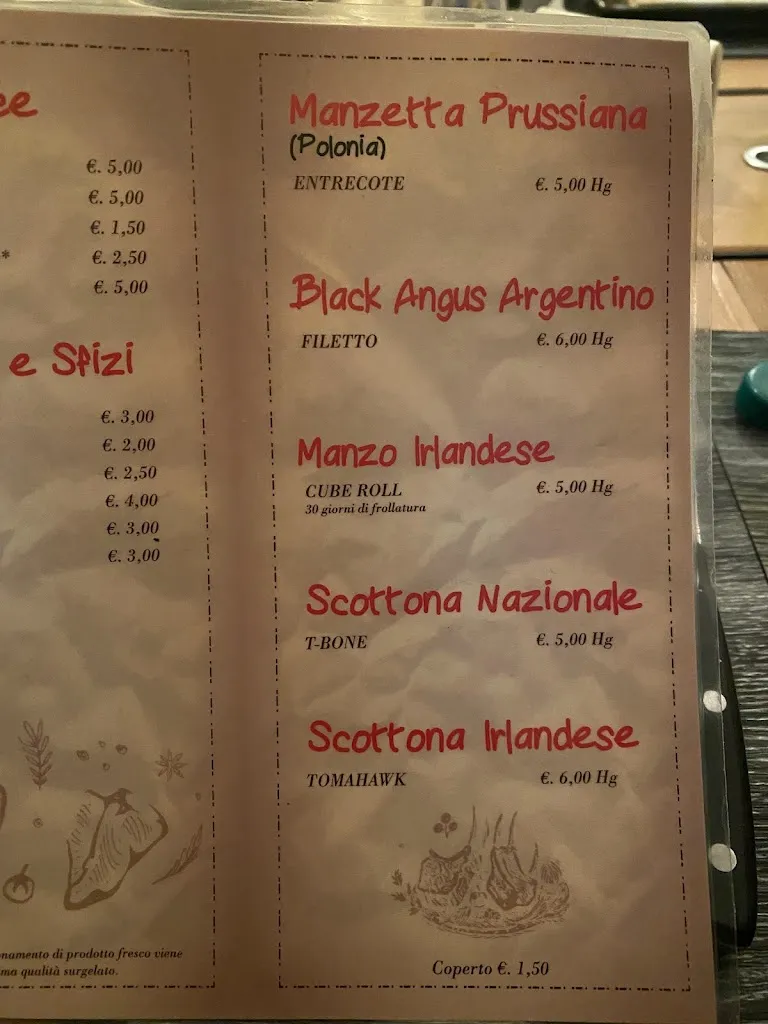 €. 5,00
€. 5,00
€. 1,50
* €. 2,50
€. 5,00
e Sfizi
€. 3,00
€. 2,00
€. 2,50
€. 4,00
€. 3,00
€. 3,00
di prodotto fresco viene
qualità surgelato.
Manzetta Prussiana
(Polonia)
ENTRECOTE €. 5,00 Hg
Black Angus Argentino
FILETTO €. 6,00 Hg
Manzo Irlandese
CUBE ROLL €. 5,00 Hg
30 giorni di frollatura
Scottona Nazionale
T-BONE €. 5,00 Hg
Scottona Irlandese
TOMAHAWK €. 6,00 Hg
Coperto €. 1,50